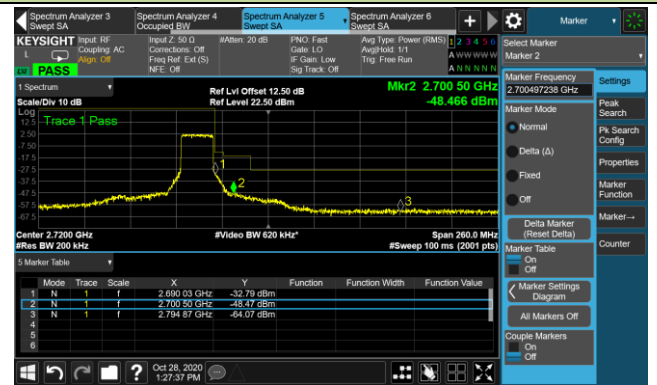 Spectrum Analyzer 3
Swept SA
Spectrum Analyzer 4
Occupied BW
Spectrum Analyzer 5
Swept SA
Spectrum Analyzer 6
Swept SA
Marker
KEYSIGHT
L
PASS
Input: RF
Coupling: AC
Align: Off
Input Z: 50 Ω
Corrections: Off
Freq Ref: Ext (S)
NFE: Off
#Atten: 20 dB
PNO: Fast
Gate: LO
IF Gain: Low
Sig Track: Off
Avg Type: Power (RMS)
Avg|Hold: 1/1
Trig: Free Run
1 2 3 4 5 6
A W W W W W
A N N N N N
Select Marker
Marker 2
1 Spectrum
Scale/Div 10 dB
Ref Lvl Offset 12.50 dB
Ref Level 22.50 dBm
Mkr2 2.700 50 GHz
-48.466 dBm
Log
Trace 1 Pass
12.5
2.50
-7.50
-17.5
-27.5
-37.5
-47.5
-57.5
-67.5
1
2
3
Center 2.7200 GHz
#Res BW 200 kHz
#Video BW 620 kHz*
Span 260.0 MHz
#Sweep 100 ms (2001 pts)
5 Marker Table
Mode Trace Scale X Y Function Function Width Function Value
1 N 1 f 2.690 03 GHz -32.79 dBm
2 N 1 f 2.700 50 GHz -48.47 dBm
3 N 1 f 2.794 87 GHz -64.07 dBm
4
5
6
Marker Frequency
2.700497238 GHz
Marker Mode
Normal
Delta (Δ)
Fixed
Off
Delta Marker
(Reset Delta)
Marker Table
On
Off
Marker Settings
Diagram
All Markers Off
Couple Markers
On
Off
Settings
Peak
Search
Pk Search
Config
Properties
Marker
Function
Marker→
Counter
?
Oct 28, 2020
1:27:37 PM